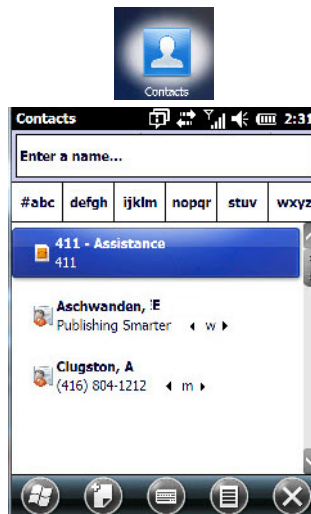 Contacts
Contacts 2:31
Enter a name...
#abc defgh ijklm nopqr stuv wxyz
411 - Assistance
411
Aschwanden, E
Publishing Smarter w
Clugston, A
(416) 804-1212 m